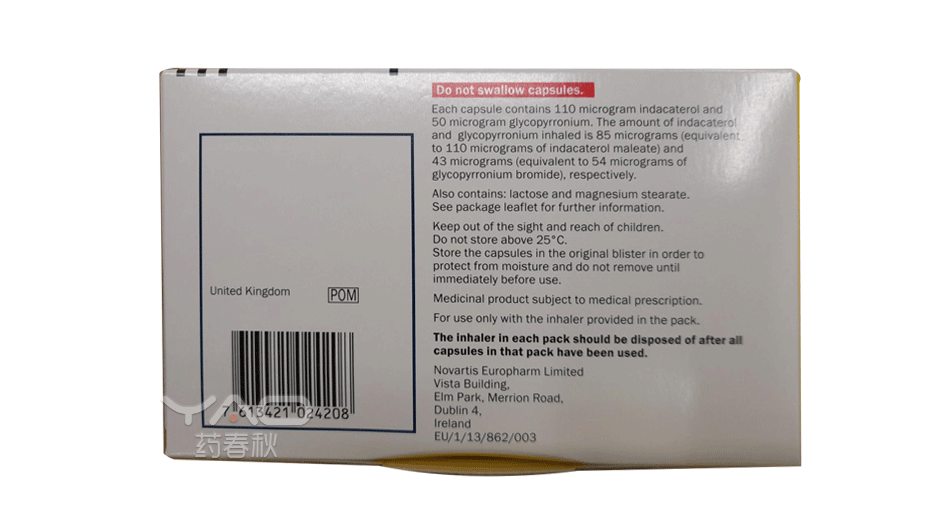 Do not swallow capsules.
Each capsule contains 110 microgram indacaterol and
50 microgram glycopyrronium. The amount of indacaterol
and glycopyrronium inhaled is 85 micrograms (equivalent
to 110 micrograms of indacaterol maleate) and
43 micrograms (equivalent to 54 micrograms of
glycopyrronium bromide), respectively.
Also contains: lactose and magnesium stearate.
See package leaflet for further information.
Keep out of the sight and reach of children.
Do not store above 25°C.
Store the capsules in the original blister in order to
protect from moisture and do not remove until
immediately before use.
Medicinal product subject to medical prescription.
For use only with the inhaler provided in the pack.
The inhaler in each pack should be disposed of after all
capsules in that pack have been used.
Novartis Europharm Limited
Vista Building,
Elm Park, Merrion Road,
Dublin 4,
Ireland
EU/1/13/862/003
United Kingdom POM
7 613421 024208
YAO
药春秋